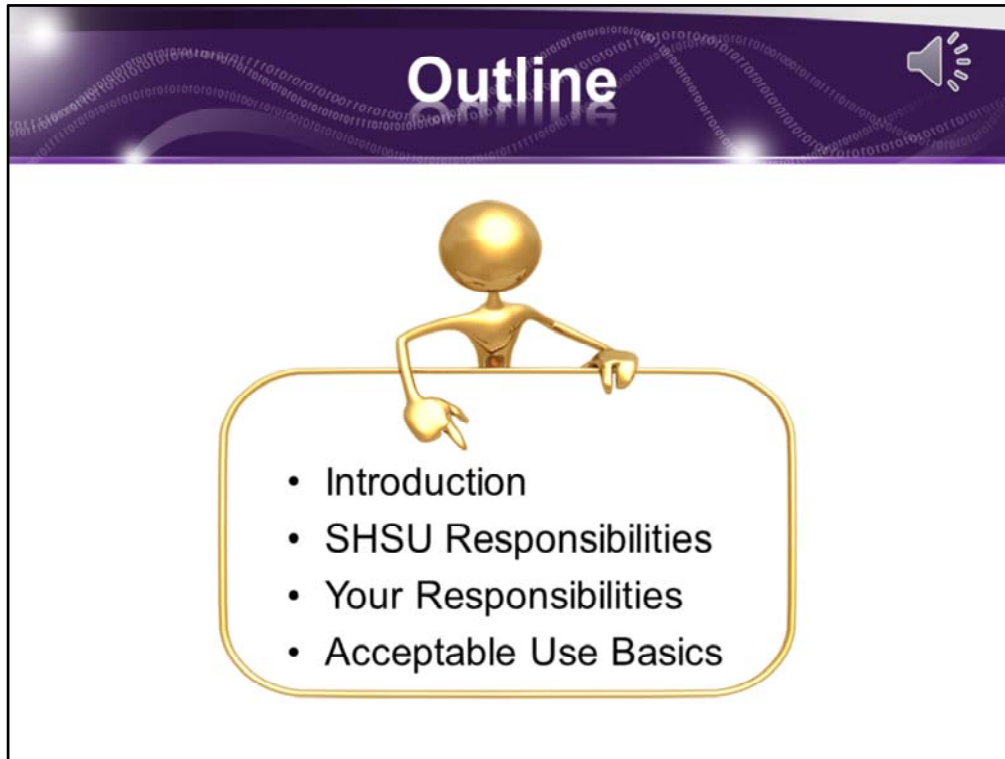 Outline
• Introduction
• SHSU Responsibilities
• Your Responsibilities
• Acceptable Use Basics